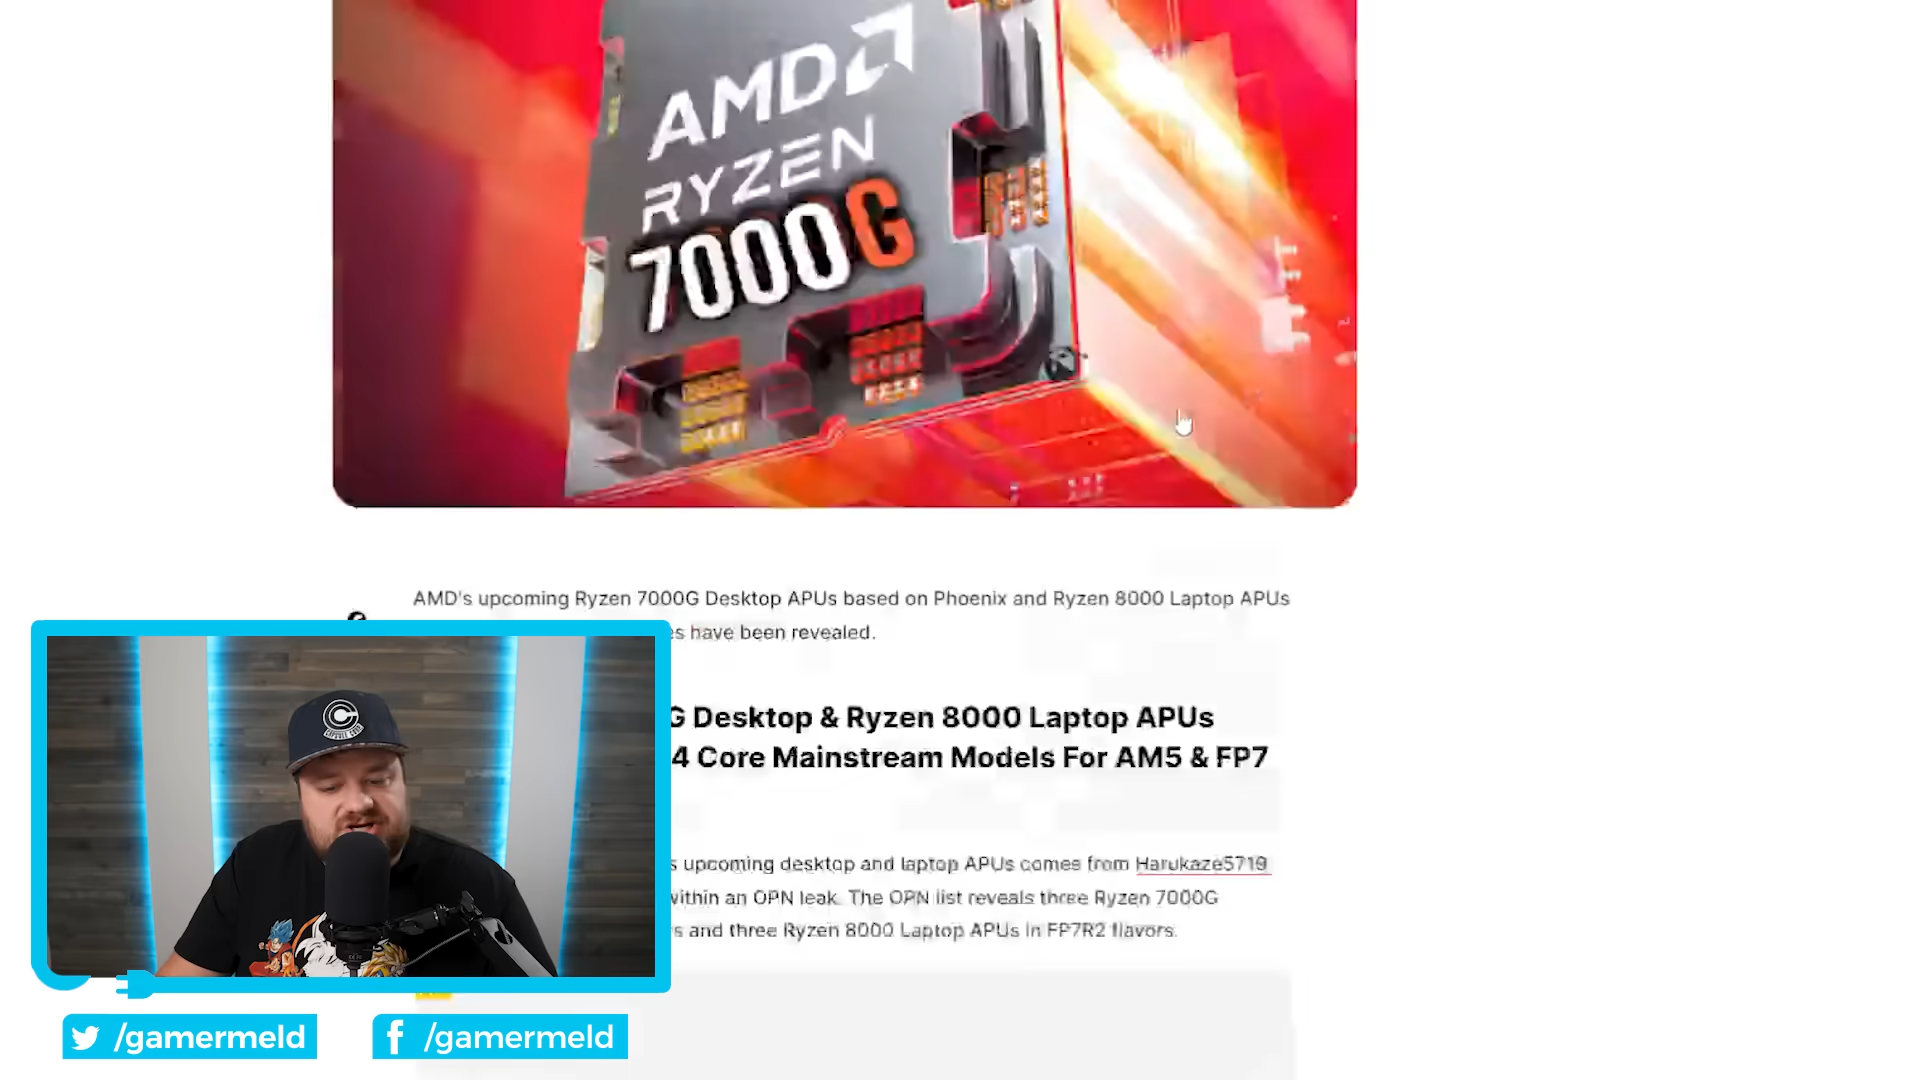 AMD
RYZEN
7000G
AMD's upcoming Ryzen 7000G Desktop APUs based on Phoenix and Ryzen 8000 Laptop APUs
have been revealed.
G Desktop & Ryzen 8000 Laptop APUs
4 Core Mainstream Models For AM5 & FP7
s upcoming desktop and laptop APUs comes from Harukaze5719
within an OPN leak. The OPN list reveals three Ryzen 7000G
s and three Ryzen 8000 Laptop APUs in FP7R2 flavors.
C
CAPSULE CORP
/gamermeld
f /gamermeld